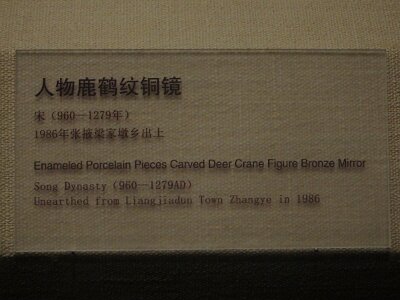 人物鹿鹤纹铜镜
宋（960—1279年）
1986年张掖梁家墩乡出土
Enameled Porcelain Pieces Carved Deer Crane Figure Bronze Mirror
Song Dynasty（960—1279AD）
Unearthed from Liangjiadun Town Zhangye in 1986